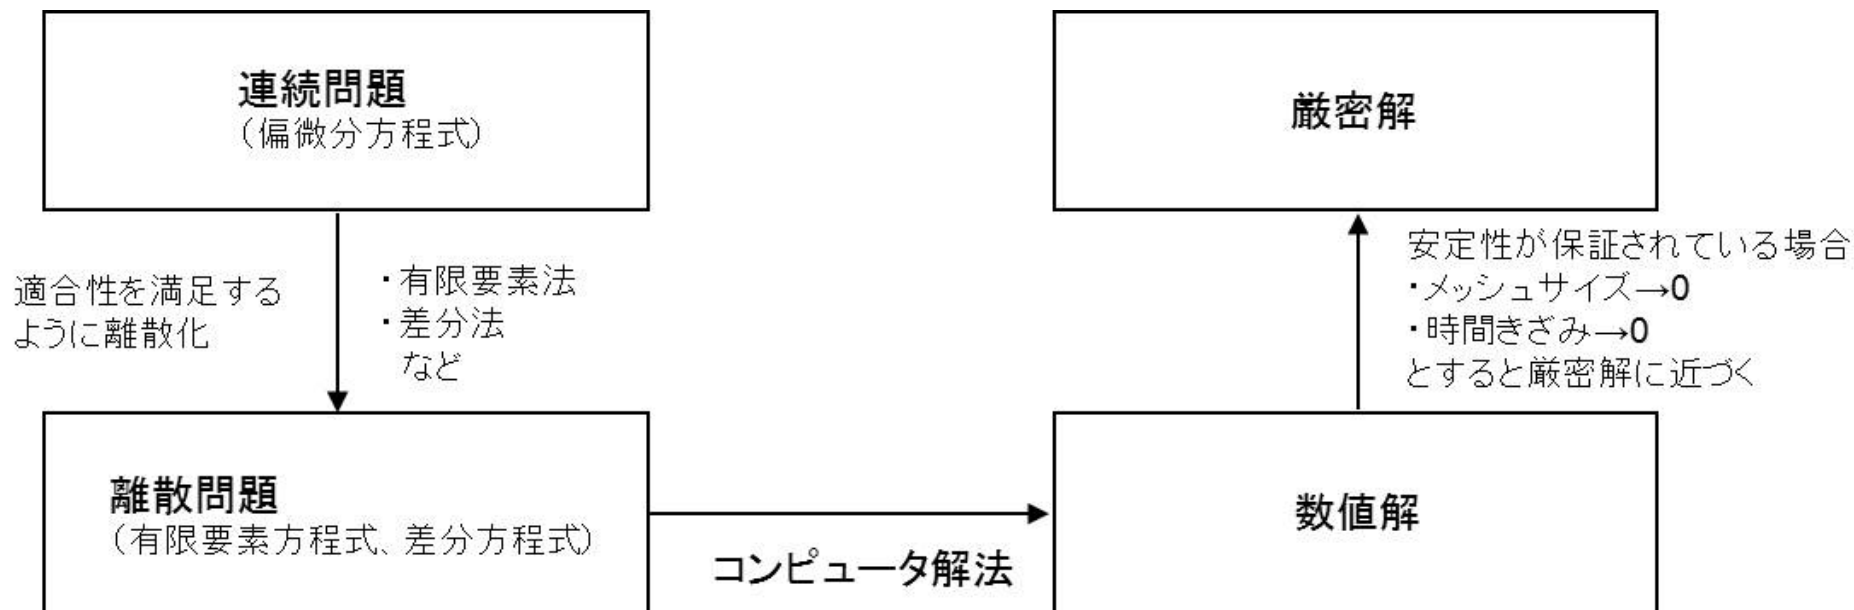 連続問題
（偏微分方程式）
厳密解
適合性を満足する
ように離散化
・有限要素法
・差分法
など
安定性が保証されている場合
・メッシュサイズ→0
・時間きざみ→0
とすると厳密解に近づく
離散問題
（有限要素方程式、差分方程式）
コンピュータ解法
数値解